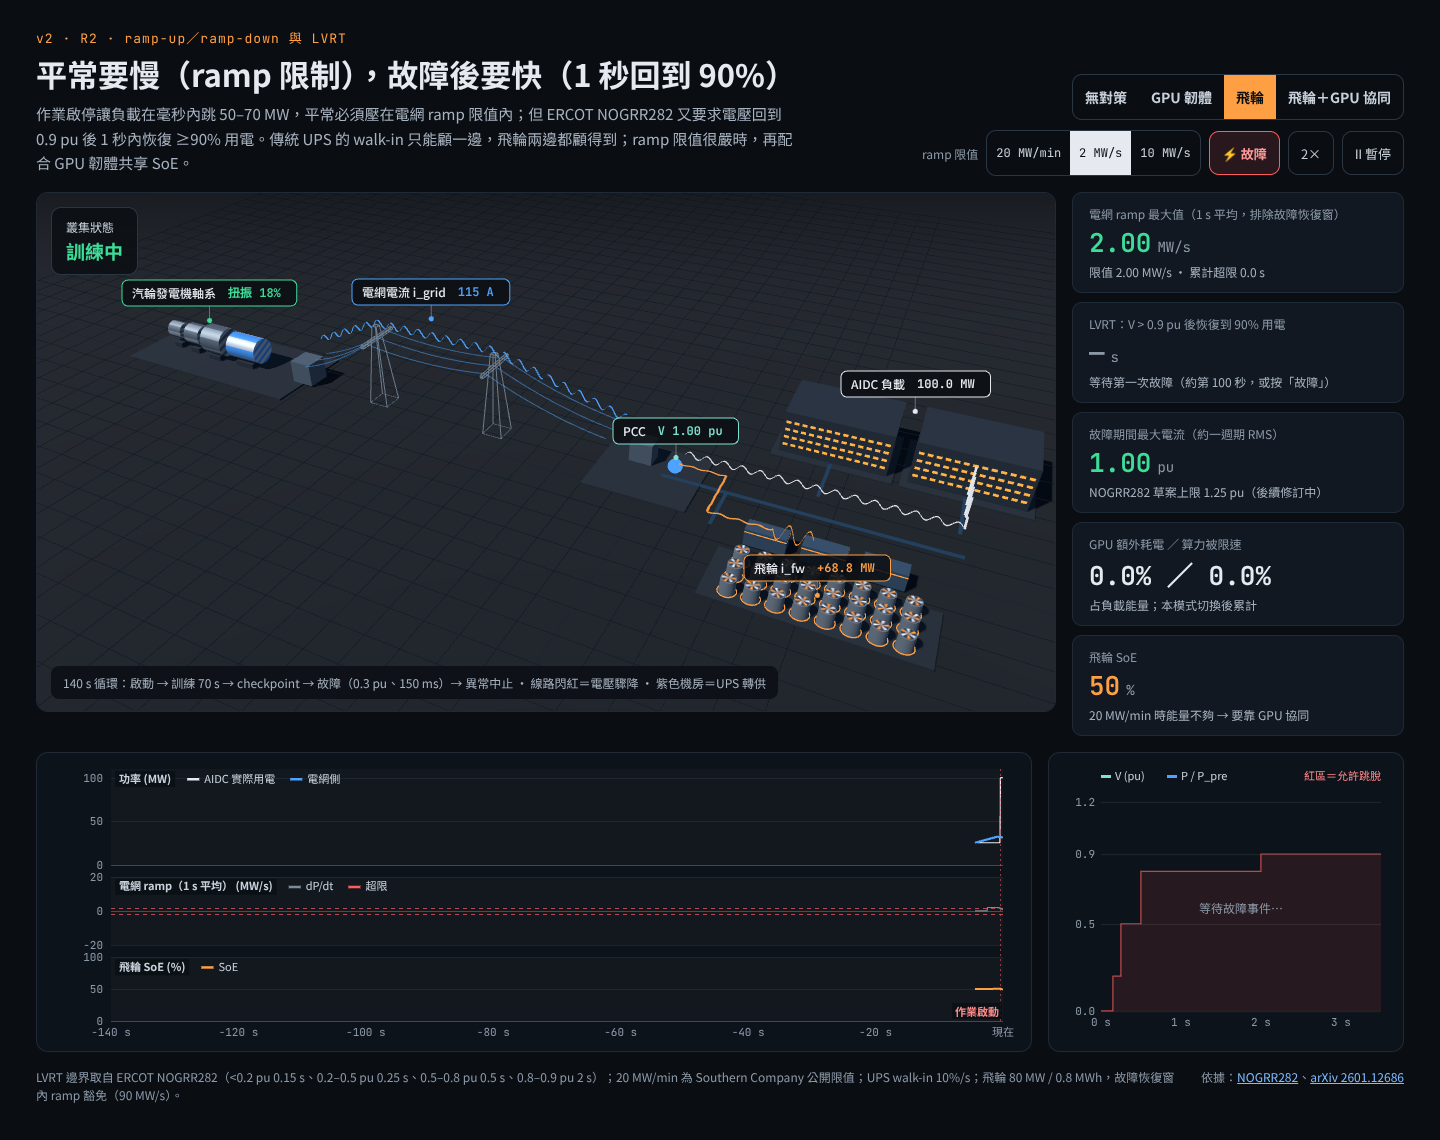 v2 · R2 · ramp-up／ramp-down 與 LVRT
平常要慢（ramp 限制），故障後要快（1 秒回到 90%）
作業啟停讓負載在毫秒內跳 50–70 MW，平常必須壓在電網 ramp 限值內；但 ERCOT NOGRR282 又要求電壓回到
0.9 pu 後 1 秒內恢復 ≥90% 用電。傳統 UPS 的 walk-in 只能顧一邊，飛輪兩邊都顧得到；ramp 限值很嚴時，再配
合 GPU 韌體共享 SoE。
無對策 GPU 韌體 飛輪 飛輪＋GPU 協同
ramp 限值 20 MW/min 2 MW/s 10 MW/s ⚡故障 2× ⏸暫停
叢集狀態
訓練中
汽輪發電機軸系 扭振 18%
電網電流 i_grid 115 A
AIDC 負載 100.0 MW
PCC V 1.00 pu
飛輪 i_fw +68.8 MW
140 s 循環：啟動 → 訓練 70 s → checkpoint → 故障（0.3 pu、150 ms）→ 異常中止 · 線路閃紅＝電壓驟降 · 紫色機房＝UPS 轉供
電網 ramp 最大值（1 s 平均，排除故障恢復窗）
2.00 MW/s
限值 2.00 MW/s · 累計超限 0.0 s
LVRT：V > 0.9 pu 後恢復到 90% 用電
— s
等待第一次故障（約第 100 秒，或按「故障」）
故障期間最大電流（約一週期 RMS）
1.00 pu
NOGRR282 草案上限 1.25 pu（後續修訂中）
GPU 額外耗電 ／ 算力被限速
0.0% ／ 0.0%
占負載能量；本模式切換後累計
飛輪 SoE
50 %
20 MW/min 時能量不夠 → 要靠 GPU 協同
功率 (MW) AIDC 實際用電 電網側
100
50
0
電網 ramp（1 s 平均） (MW/s) dP/dt 超限
20
0
-20
飛輪 SoE (%) SoE
100
50
0
作業啟動
-140 s -120 s -100 s -80 s -60 s -40 s -20 s 現在
V (pu) P / P_pre 紅區＝允許跳脫
1.2
0.9
0.5
0.0
等待故障事件⋯
0 s 1 s 2 s 3 s
LVRT 邊界取自 ERCOT NOGRR282（<0.2 pu 0.15 s、0.2–0.5 pu 0.25 s、0.5–0.8 pu 0.5 s、0.8–0.9 pu 2 s）；20 MW/min 為 Southern Company 公開限值；UPS walk-in 10%/s；飛輪 80 MW / 0.8 MWh，故障恢復窗
內 ramp 豁免（90 MW/s）。
依據：NOGRR282、arXiv 2601.12686